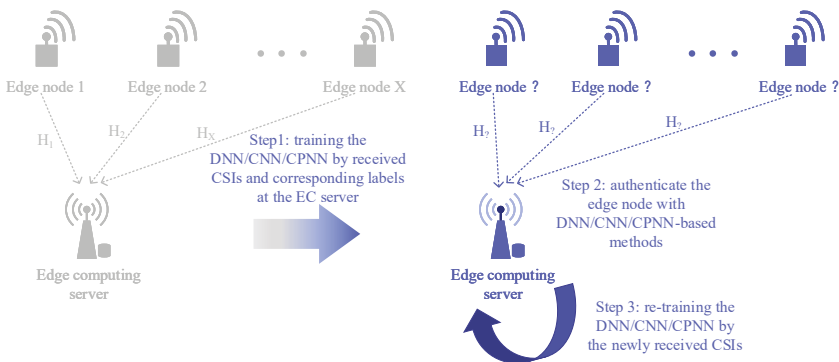 Edge node 1
Edge node 2
Edge node X
H1
H2
HX
Step1: training the
DNN/CNN/CPNN by received
CSIs and corresponding labels
at the EC server
Edge computing
server
Edge node ?
Edge node ?
Edge node ?
H?
H?
H?
Step 2: authenticate the
edge node with
DNN/CNN/CPNN-based
methods
Edge computing
server
Step 3: re-training the
DNN/CNN/CPNN by
the newly received CSIs